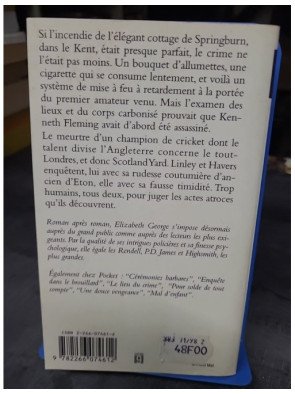 Si l'incendie de l'élégant cottage de Springburn,
dans le Kent, était presque parfait, le crime ne
l'était pas moins. Un bouquet d'allumettes, une
cigarette qui se consume lentement, et voilà un
système de mise à feu à retardement à la portée
du premier amateur venu. Mais l'examen des
lieux et du corps carbonisé prouvait que Ken-
neth Fleming avait d'abord été assassiné.
Le meurtre d'un champion de cricket dont le
talent divise l'Angleterre concerne le tout-
Londres, et donc Scotland Yard. Linley et Havers
enquêtent, lui avec sa rudesse coutumière d'an-
cien d'Eton, elle avec sa fausse timidité. Trop
humains, tous deux, pour juger les actes atroces
qu'ils découvrent.
Roman après roman, Elizabeth George s'impose désormais
auprès du grand public comme auprès des lecteurs les plus exi-
geants. Par la qualité de ses intrigues policières et sa finesse psy-
chologique, elle égale les Rendell, P.D. James et Higlesmith, les
plus grandes.
Également chez Pocket : "Cérémonies barbares", "Enquête
dans le brouillard", "Le lieu du crime", "Pour solde de tout
compte", "Une douce vengeance", "Mal d'enfant".
ISBN 2-266-07461-2
9 782266 074612
48F00